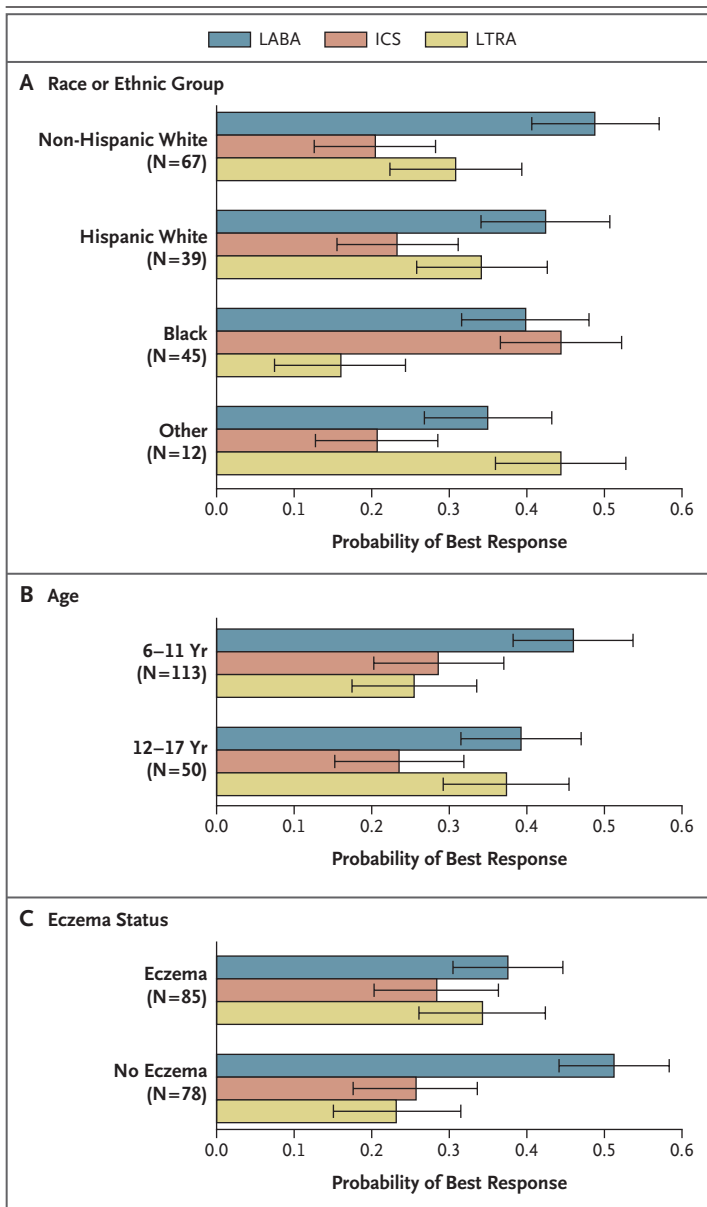 LABA ICS LTRA
A Race or Ethnic Group
Non-Hispanic White
(N=67)
Hispanic White
(N=39)
Black
(N=45)
Other
(N=12)
0.0 0.1 0.2 0.3 0.4 0.5 0.6
Probability of Best Response
B Age
6–11 Yr
(N=113)
12–17 Yr
(N=50)
0.0 0.1 0.2 0.3 0.4 0.5 0.6
Probability of Best Response
C Eczema Status
Eczema
(N=85)
No Eczema
(N=78)
0.0 0.1 0.2 0.3 0.4 0.5 0.6
Probability of Best Response